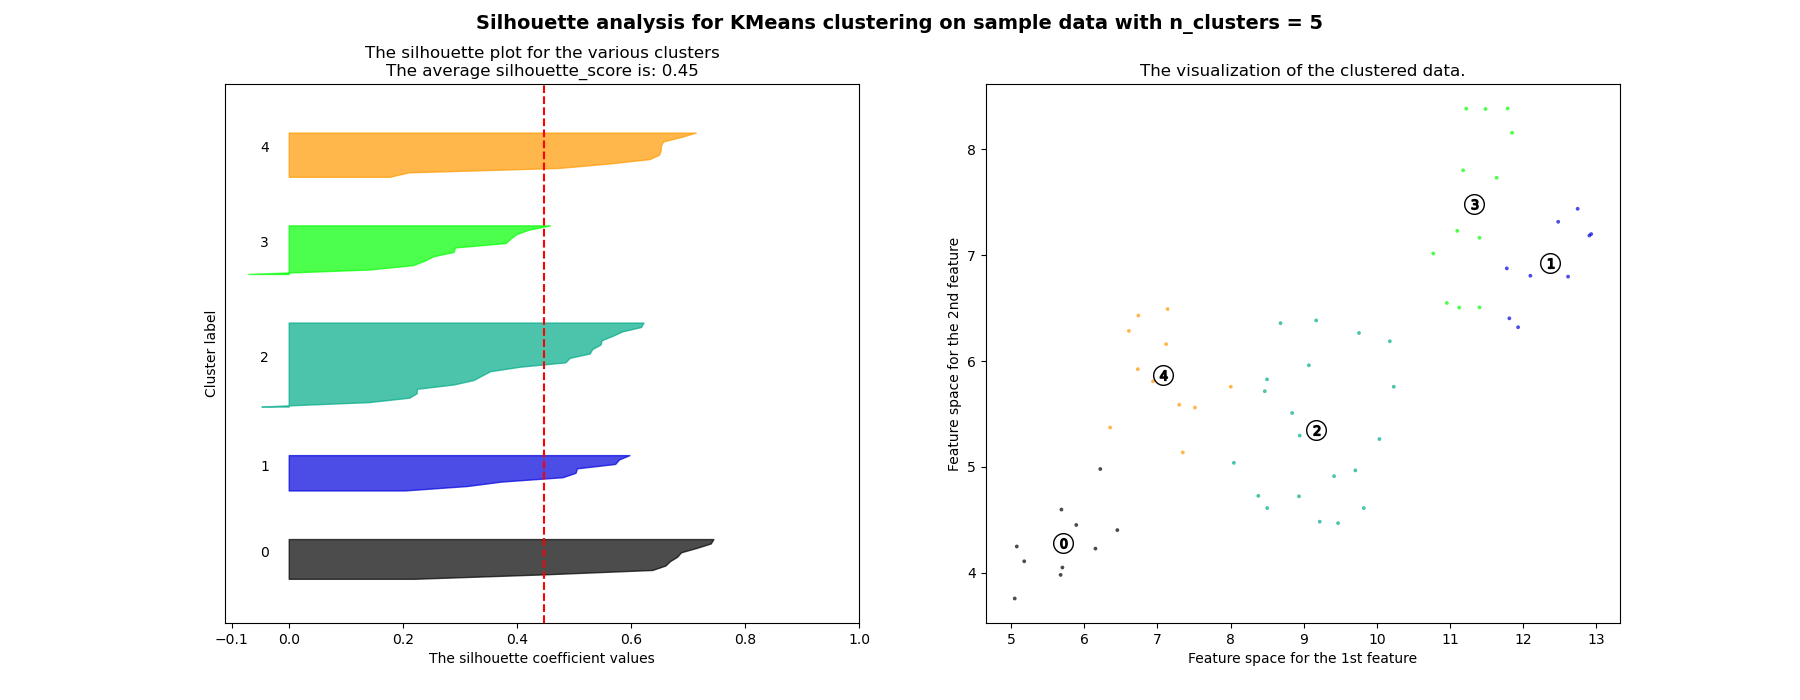 Silhouette analysis for KMeans clustering on sample data with n_clusters = 5
The silhouette plot for the various clusters
The average silhouette_score is: 0.45
4
3
2
1
0
Cluster label
−0.1 0.0 0.2 0.4 0.6 0.8 1.0
The silhouette coefficient values
The visualization of the clustered data.
8
7
6
5
4
Feature space for the 2nd feature
3
1
4
2
0
5 6 7 8 9 10 11 12 13
Feature space for the 1st feature